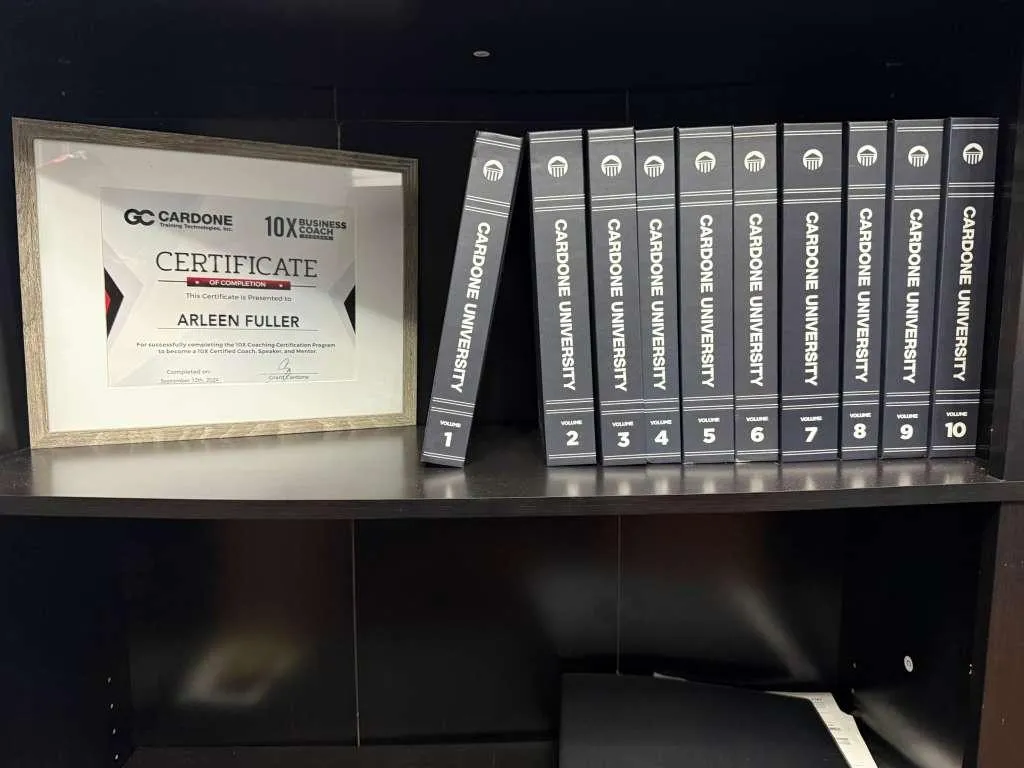 GC CARDONE
Training Technologies, Inc.
10X BUSINESS
COACH
CERTIFICATE
OF COMPLETION
This Certificate is Presented to
ARLEEN FULLER
For successfully completing the 10X Coaching Certification Program
to become a 10X Certified Coach, Speaker, and Mentor.
Completed on:
September 12th, 2024
Grant Cardone
CARDONE UNIVERSITY
VOLUME
1
CARDONE UNIVERSITY
VOLUME
2
CARDONE UNIVERSITY
VOLUME
3
CARDONE UNIVERSITY
VOLUME
4
CARDONE UNIVERSITY
VOLUME
5
CARDONE UNIVERSITY
VOLUME
6
CARDONE UNIVERSITY
VOLUME
7
CARDONE UNIVERSITY
VOLUME
8
CARDONE UNIVERSITY
VOLUME
9
CARDONE UNIVERSITY
VOLUME
10